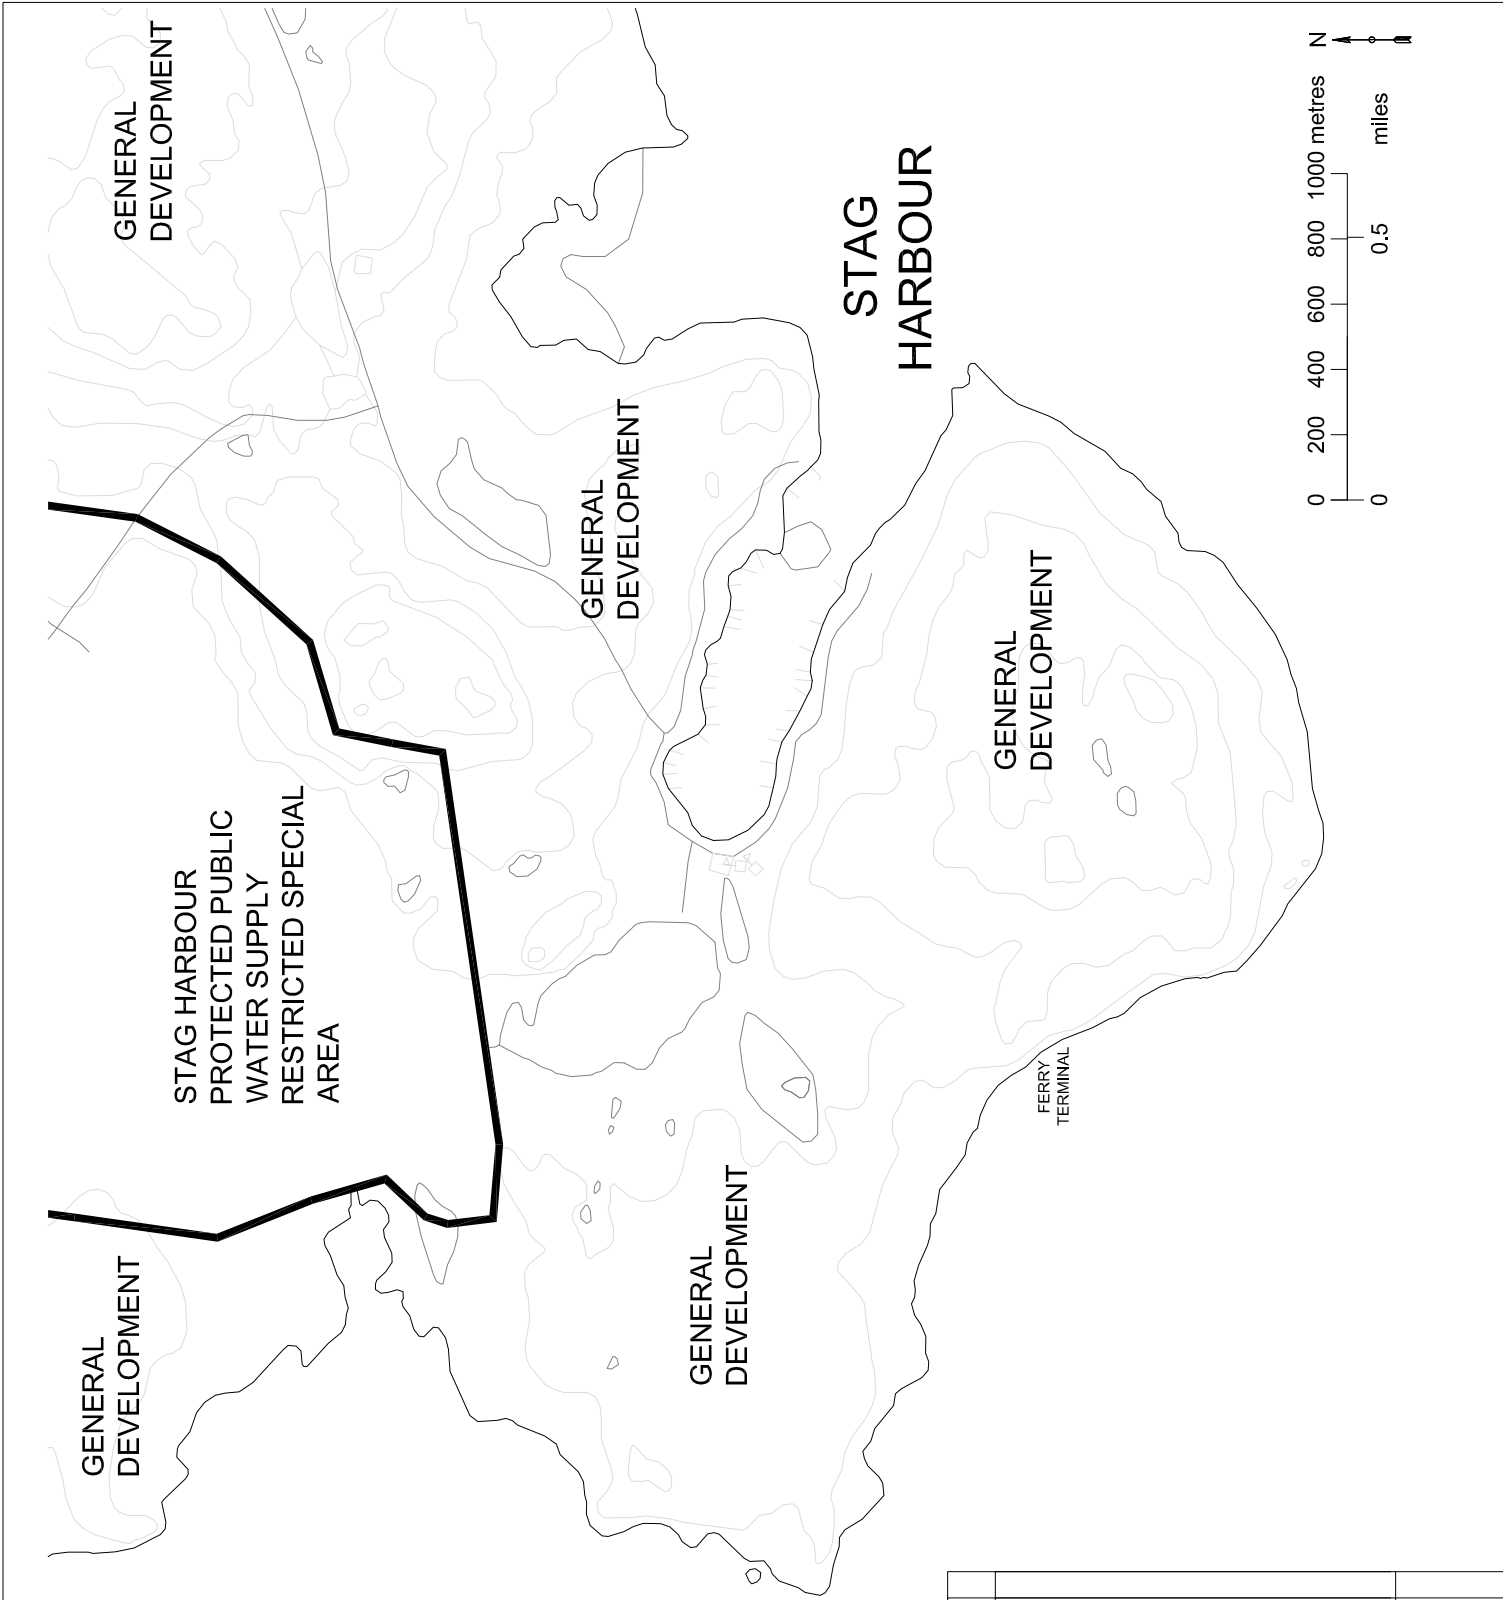 GENERAL
DEVELOPMENT
STAG HARBOUR
PROTECTED PUBLIC
WATER SUPPLY
RESTRICTED SPECIAL
AREA
GENERAL
DEVELOPMENT
GENERAL
DEVELOPMENT
GENERAL
DEVELOPMENT
STAG
HARBOUR
GENERAL
DEVELOPMENT
FERRY
TERMINAL
N
0 200 400 600 800 1000 metres
0 0.5 miles